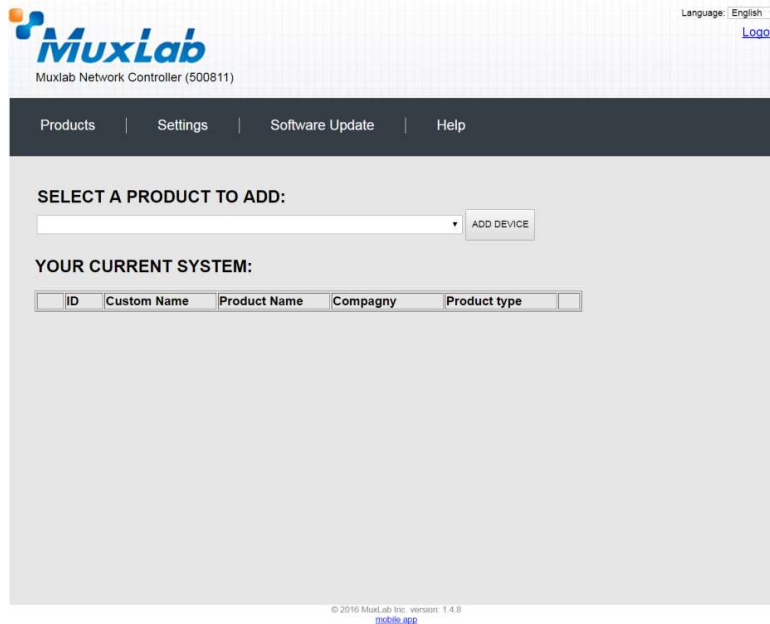 Language: English
Logo
MuxLab
Muxlab Network Controller (500811)
Products | Settings | Software Update | Help
SELECT A PRODUCT TO ADD:
ADD DEVICE
YOUR CURRENT SYSTEM:
ID Custom Name Product Name Compagny Product type
© 2016 MuxLab Inc. version: 1.4.8
mobile app